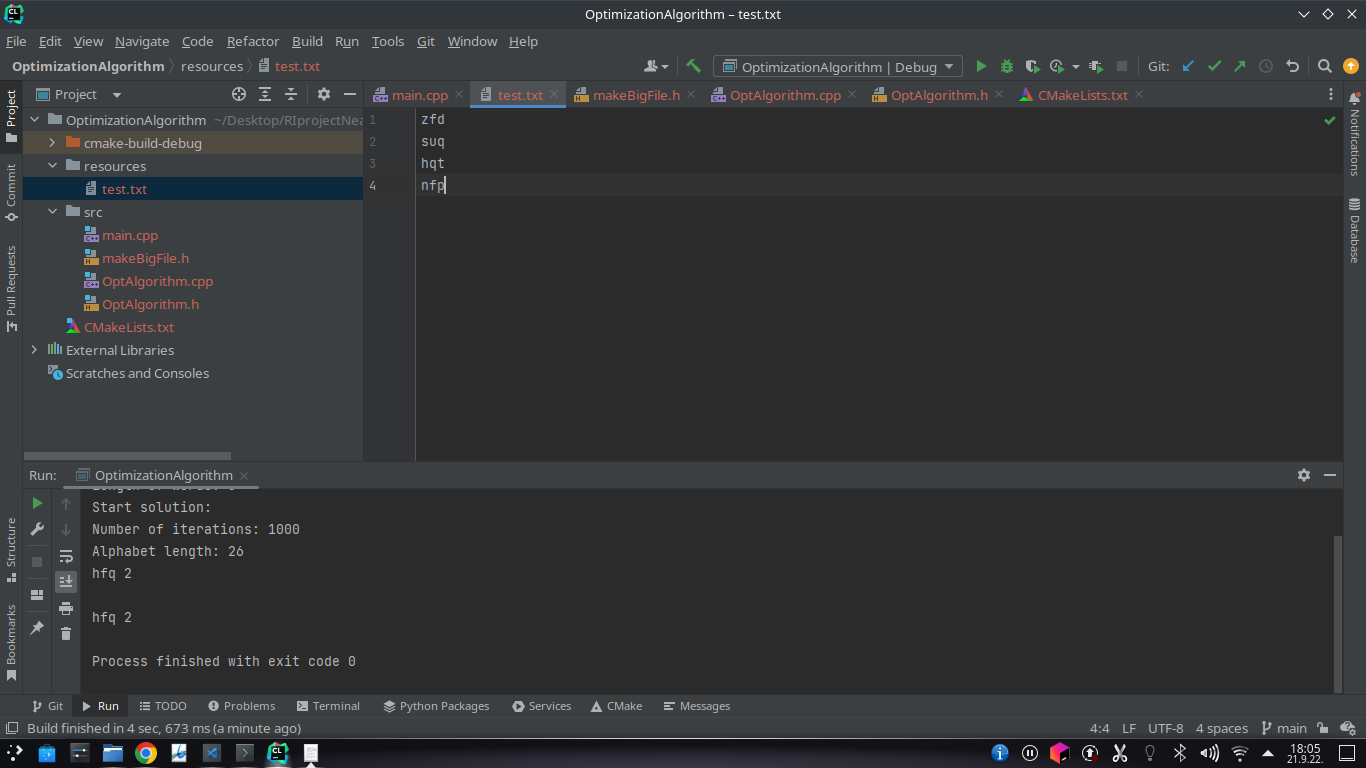 OptimizationAlgorithm – test.txt
File Edit View Navigate Code Refactor Build Run Tools Git Window Help
OptimizationAlgorithm resources test.txt
OptimizationAlgorithm | Debug
Git:
Project
main.cpp test.txt makeBigFile.h OptAlgorithm.cpp OptAlgorithm.h CMakeLists.txt
Project
Commit
Pull Requests
Structure
Bookmarks
OptimizationAlgorithm ~/Desktop/RIprojectNea
cmake-build-debug
resources
test.txt
src
main.cpp
makeBigFile.h
OptAlgorithm.cpp
OptAlgorithm.h
CMakeLists.txt
External Libraries
Scratches and Consoles
1 zfd
2 suq
3 hqt
4 nfp
Notifications
Database
Run: OptimizationAlgorithm
Start solution:
Number of iterations: 1000
Alphabet length: 26
hfq 2
hfq 2
Process finished with exit code 0
Git Run TODO Problems Terminal Python Packages Services CMake Messages
Build finished in 4 sec, 673 ms (a minute ago)
4:4 LF UTF-8 4 spaces main
18:05
21.9.22.